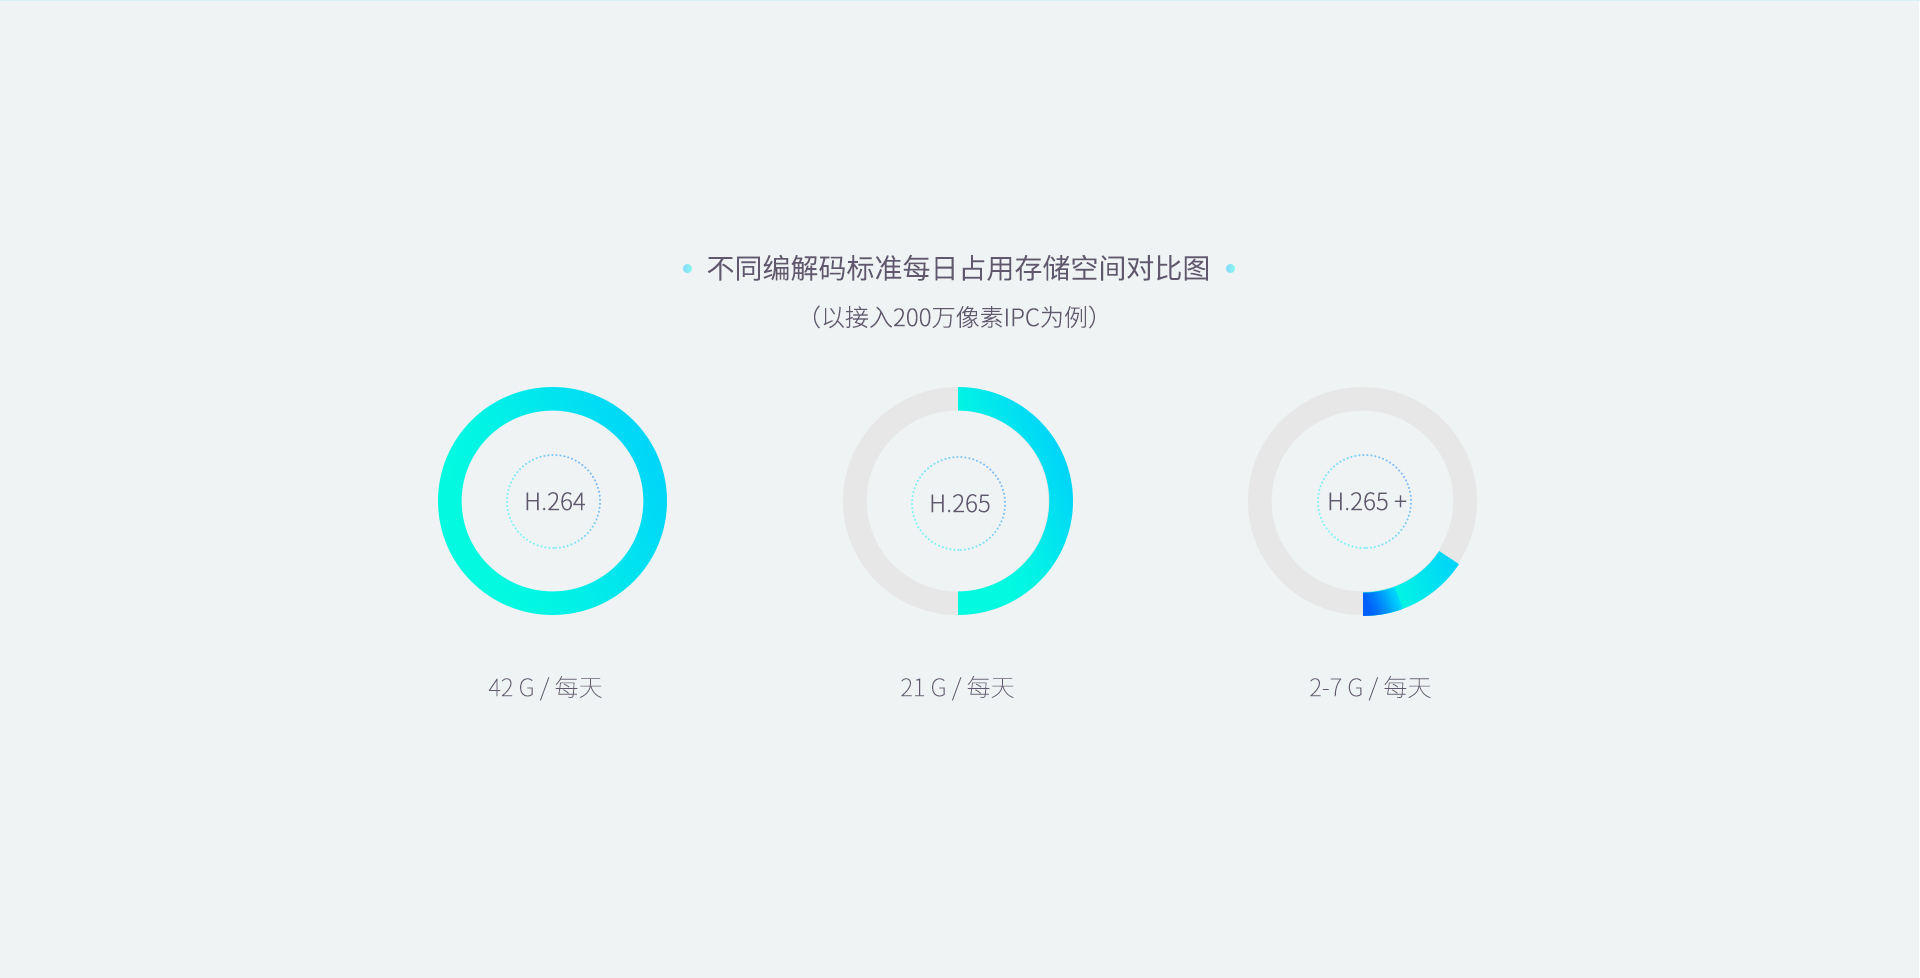 不同编解码标准每日占用存储空间对比图
（以接入200万像素IPC为例）
H.264
H.265
H.265 +
42 G / 每天
21 G / 每天
2-7 G / 每天